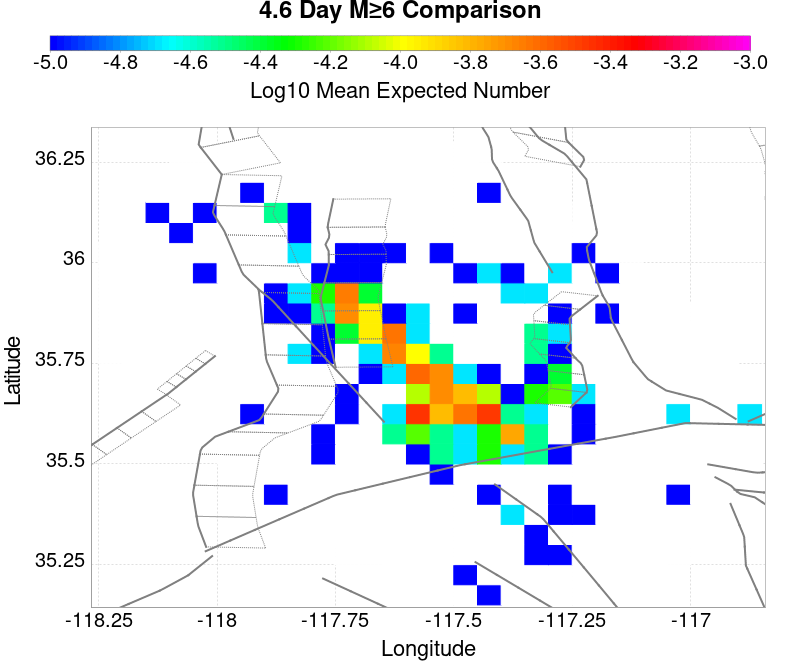 4.6 Day M≥6 Comparison
-5.0 -4.8 -4.6 -4.4 -4.2 -4.0 -3.8 -3.6 -3.4 -3.2 -3.0
Log10 Mean Expected Number
36.25
36
35.75
35.5
35.25
Latitude
-118.25 -118 -117.75 -117.5 -117.25 -117
Longitude